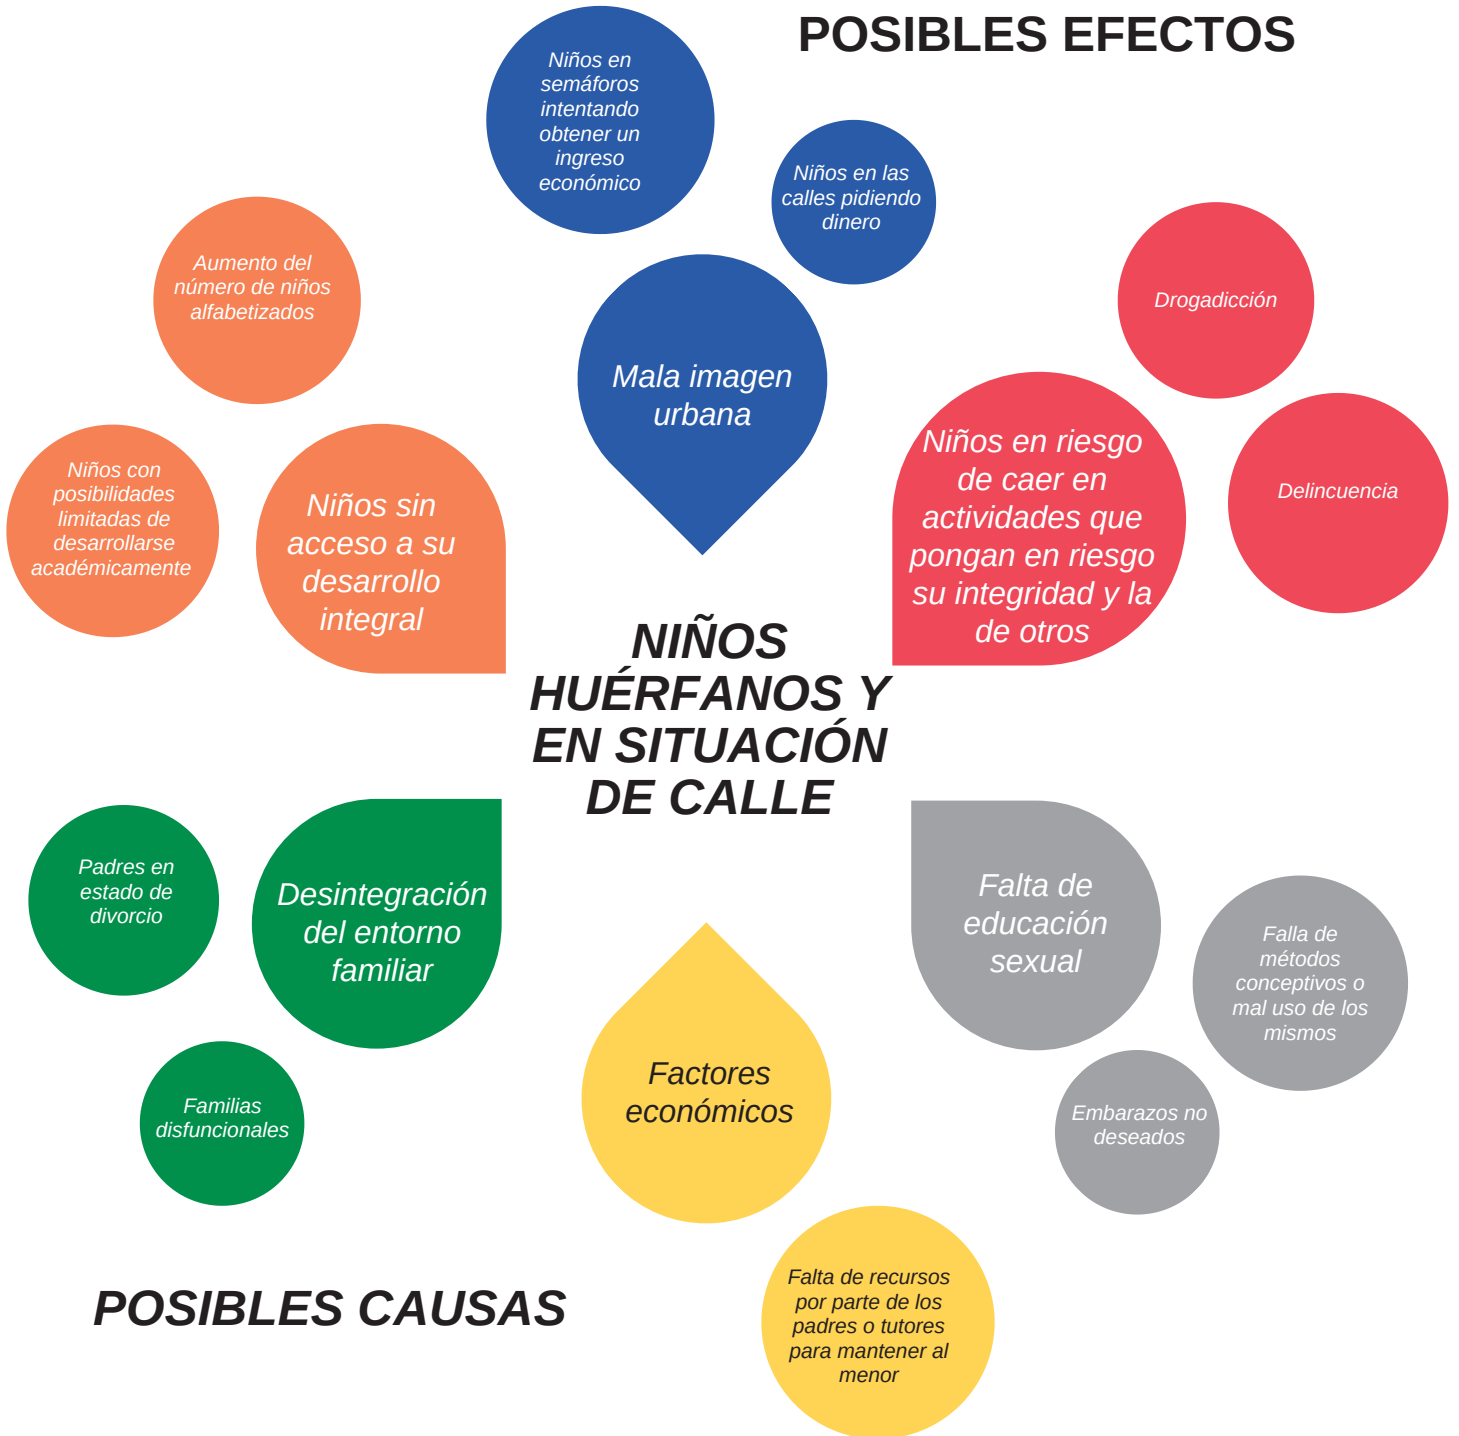 POSIBLES EFECTOS
Niños en
semáforos
intentando
obtener un
ingreso
económico
Niños en las
calles pidiendo
dinero
Mala imagen
urbana
Aumento del
número de niños
alfabetizados
Niños con
posibilidades
limitadas de
desarrollarse
académicamente
Niños sin
acceso a su
desarrollo
integral
Drogadicción
Delincuencia
Niños en riesgo
de caer en
actividades que
pongan en riesgo
su integridad y la
de otros
NIÑOS
HUÉRFANOS Y
EN SITUACIÓN
DE CALLE
Padres en
estado de
divorcio
Desintegración
del entorno
familiar
Familias
disfuncionales
Factores
económicos
Falta de recursos
por parte de los
padres o tutores
para mantener al
menor
Falta de
educación
sexual
Falla de
métodos
conceptivos o
mal uso de los
mismos
Embarazos no
deseados
POSIBLES CAUSAS